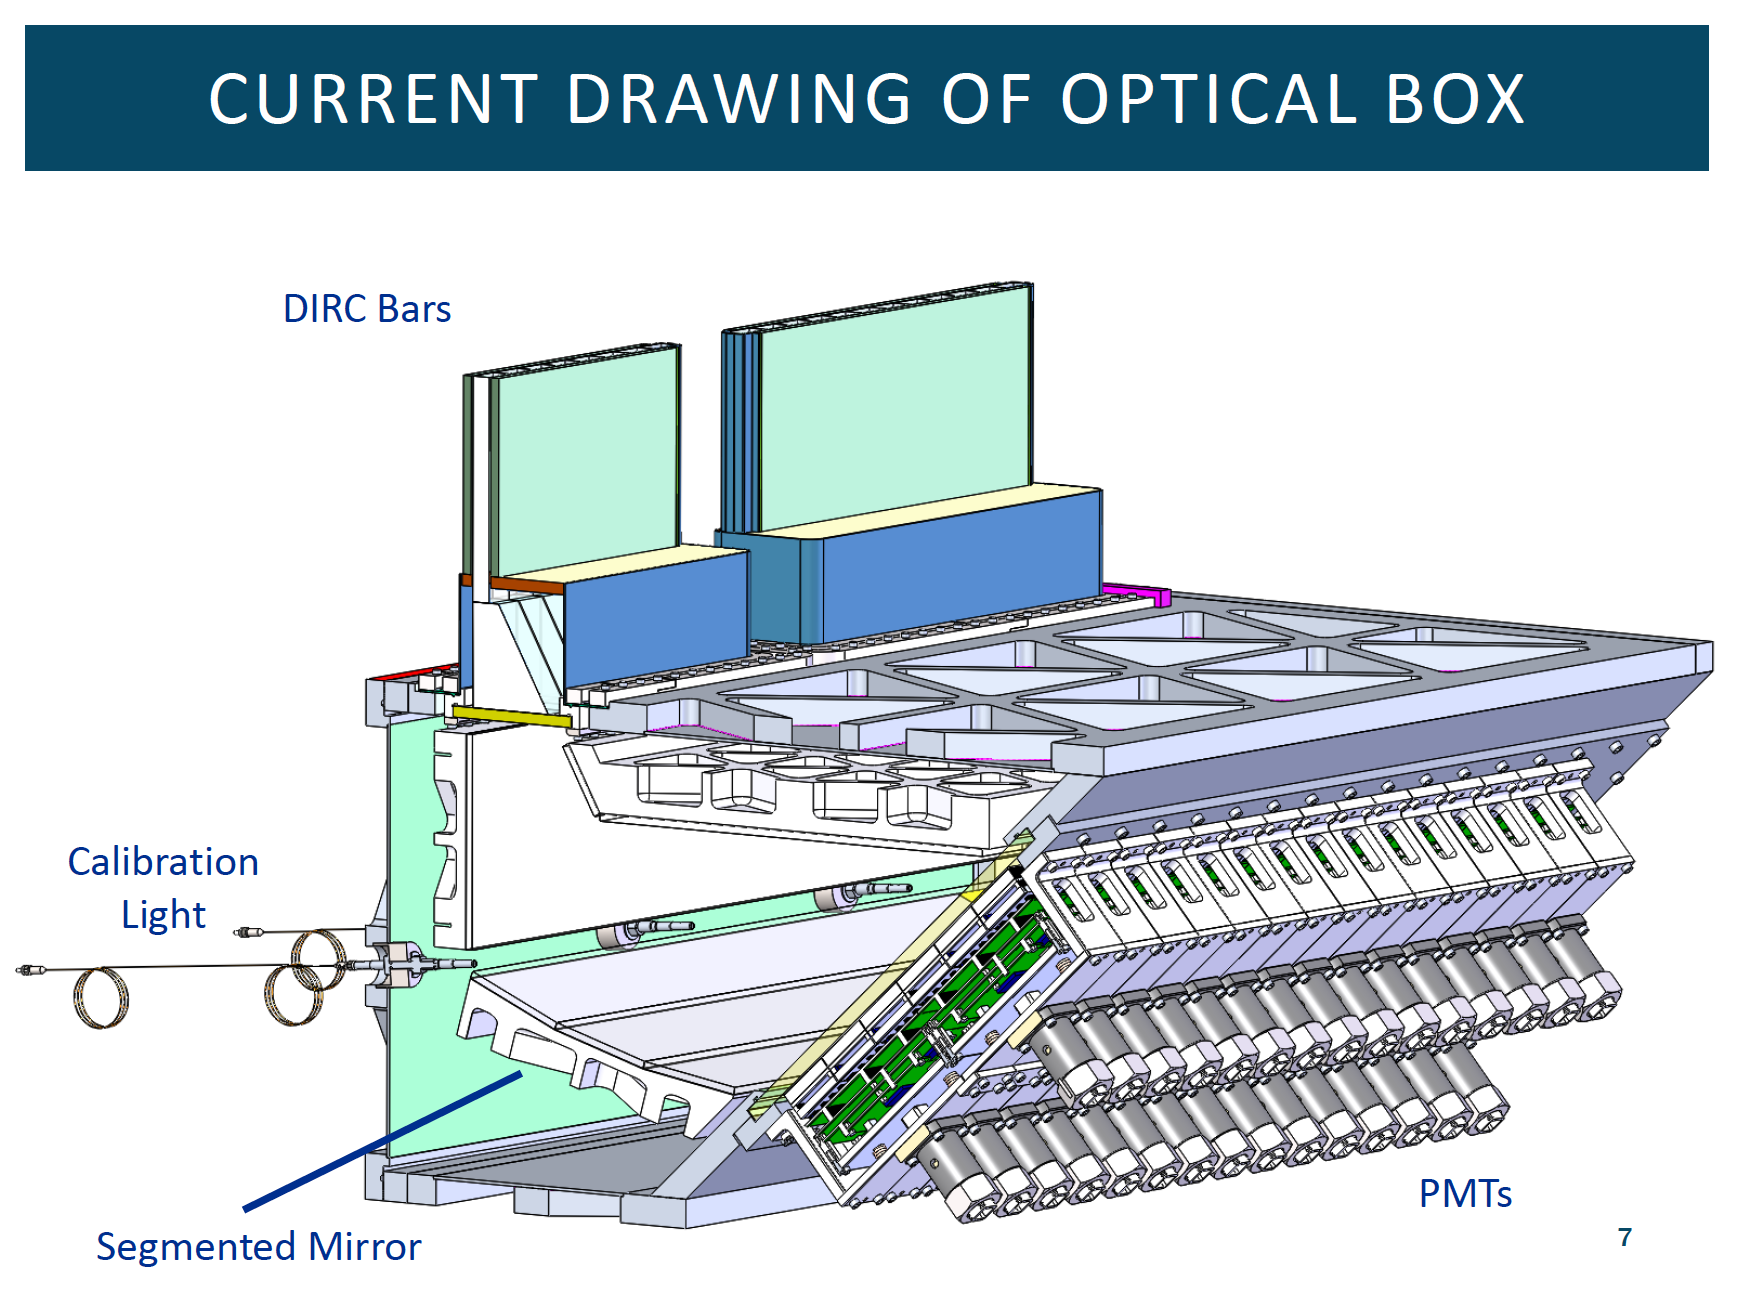 CURRENT DRAWING OF OPTICAL BOX
DIRC Bars
Calibration
Light
Segmented Mirror
PMTs
7